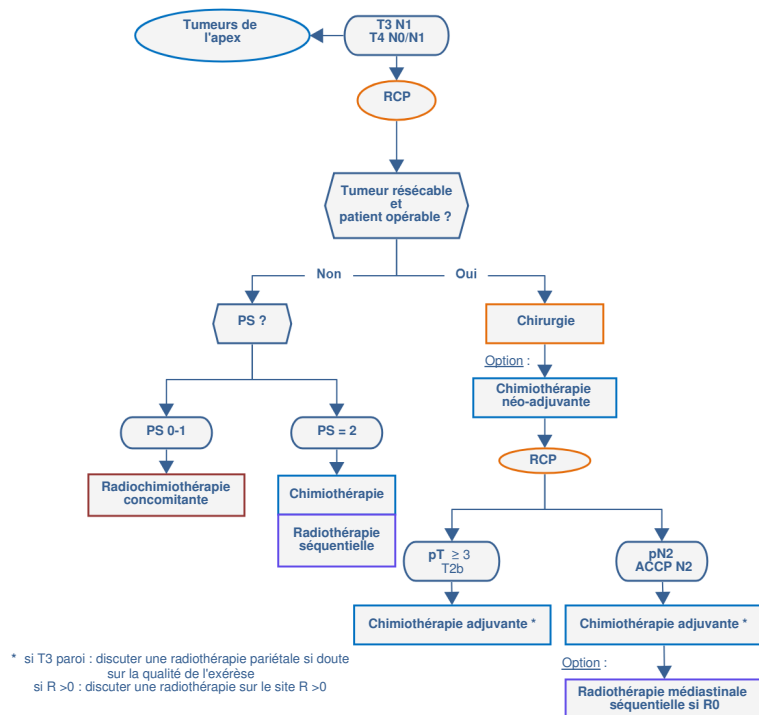 Tumeurs de
l'apex
T3 N1
T4 N0/N1
RCP
Tumeur résécable
et
patient opérable ?
Non
Oui
PS ?
Chirurgie
Option :
Chimiothérapie
néo-adjuvante
PS 0-1
PS = 2
RCP
Radiochimiothérapie
concomitante
Chimiothérapie
Radiothérapie
séquentielle
pT ≥ 3
T2b
pN2
ACCP N2
Chimiothérapie adjuvante *
Chimiothérapie adjuvante *
* si T3 paroi : discuter une radiothérapie pariétale si doute
sur la qualité de l'exérèse
si R >0 : discuter une radiothérapie sur le site R >0
Option :
Radiothérapie médiastinale
séquentielle si R0